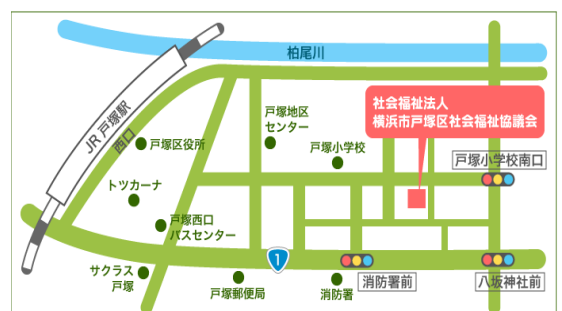 柏尾川
JR 戸塚駅
西口
社会福祉法人
横浜市戸塚区社会福祉協議会
戸塚地区
センター
戸塚区役所
戸塚小学校
戸塚小学校南口
トツカーナ
戸塚西口
バスセンター
1
サクラス
戸塚
戸塚郵便局
消防署
消防署前
八坂神社前